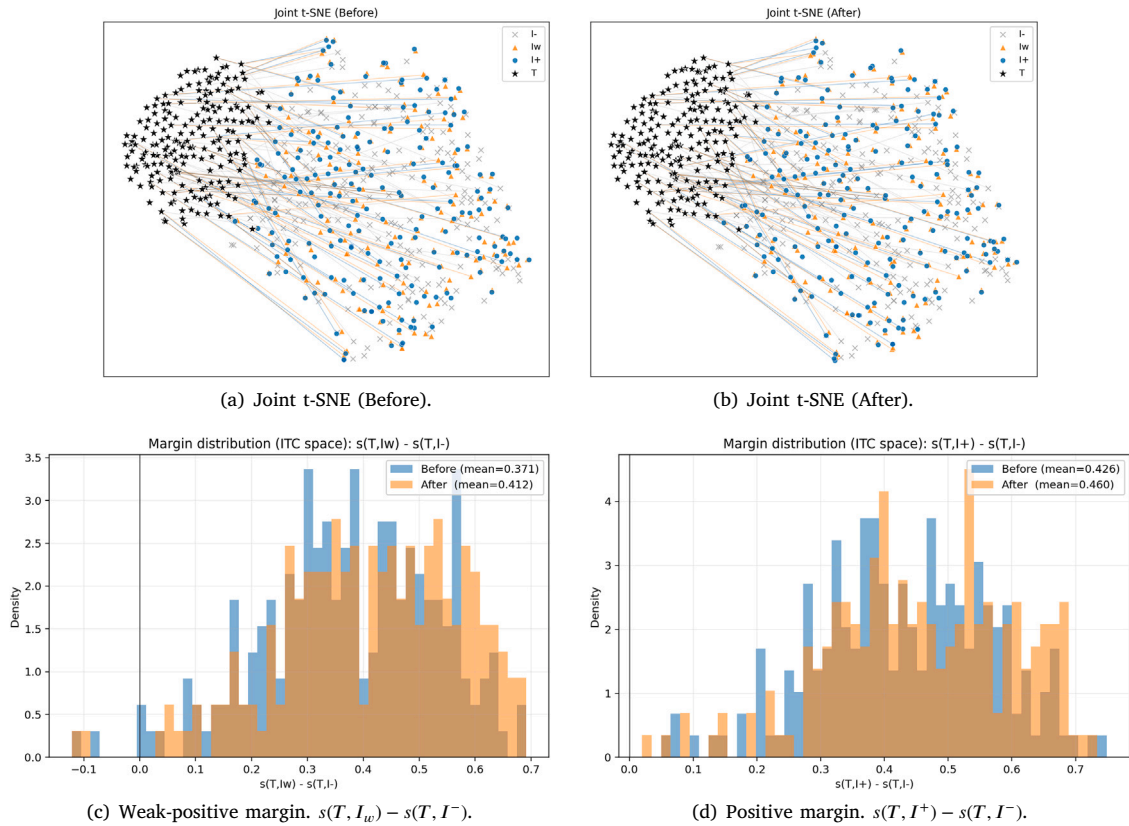 Joint t-SNE (Before)
I-
Iw
I+
T
(a) Joint t-SNE (Before).
Joint t-SNE (After)
I-
Iw
I+
T
(b) Joint t-SNE (After).
Margin distribution (ITC space): s(T,Iw) - s(T,I-)
Before (mean=0.371)
After (mean=0.412)
Density
3.5
3.0
2.5
2.0
1.5
1.0
0.5
0.0
−0.1 0.0 0.1 0.2 0.3 0.4 0.5 0.6 0.7
s(T,Iw) - s(T,I-)
(c) Weak-positive margin. s(T, I_w) − s(T, I⁻).
Margin distribution (ITC space): s(T,I+) - s(T,I-)
Before (mean=0.426)
After (mean=0.460)
Density
4
3
2
1
0
0.0 0.1 0.2 0.3 0.4 0.5 0.6 0.7
s(T,I+) - s(T,I-)
(d) Positive margin. s(T, I⁺) − s(T, I⁻).